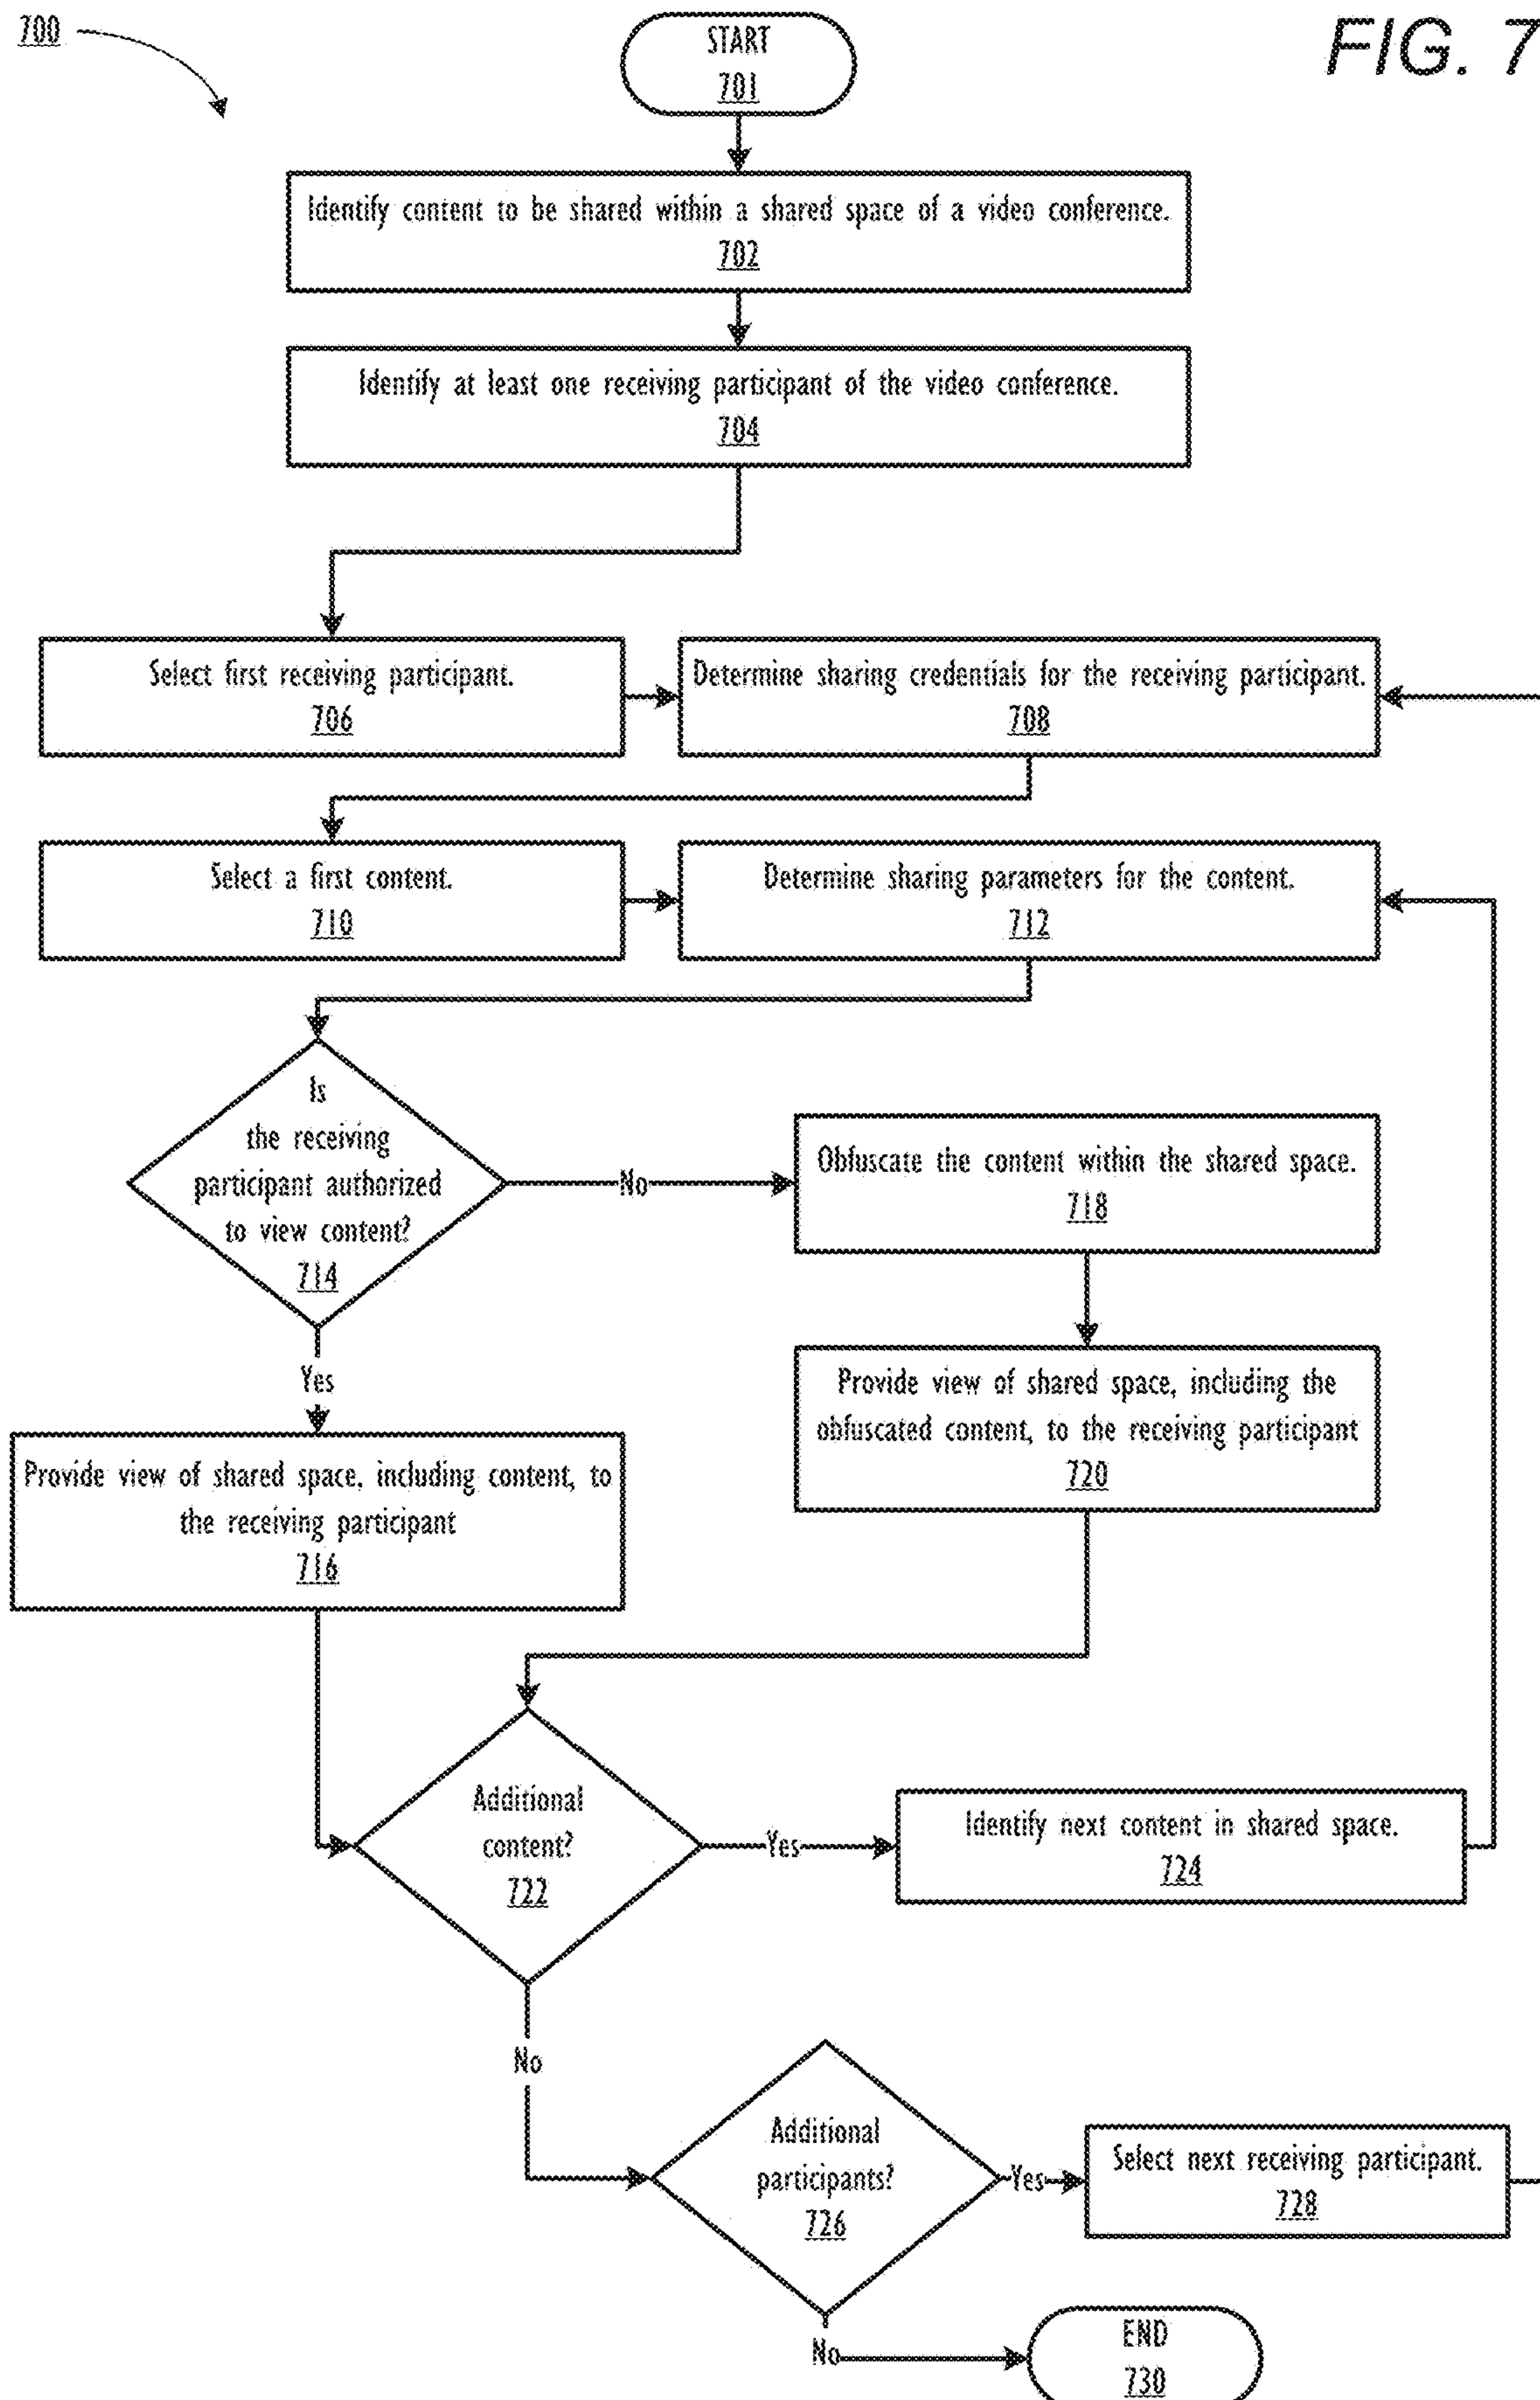 700
FIG. 7
START
701
Identify content to be shared within a shared space of a video conference.
702
Identify at least one receiving participant of the video conference.
704
Select first receiving participant.
706
Determine sharing credentials for the receiving participant.
708
Select a first content.
710
Determine sharing parameters for the content.
712
Is
the receiving
participant authorized
to view content?
714
No
Obfuscate the content within the shared space.
718
Yes
Provide view of shared space, including the
obfuscated content, to the receiving participant
720
Provide view of shared space, including content, to
the receiving participant
716
Additional
content?
722
Yes
Identify next content in shared space.
724
No
Additional
participants?
726
Yes
Select next receiving participant.
728
No
END
730